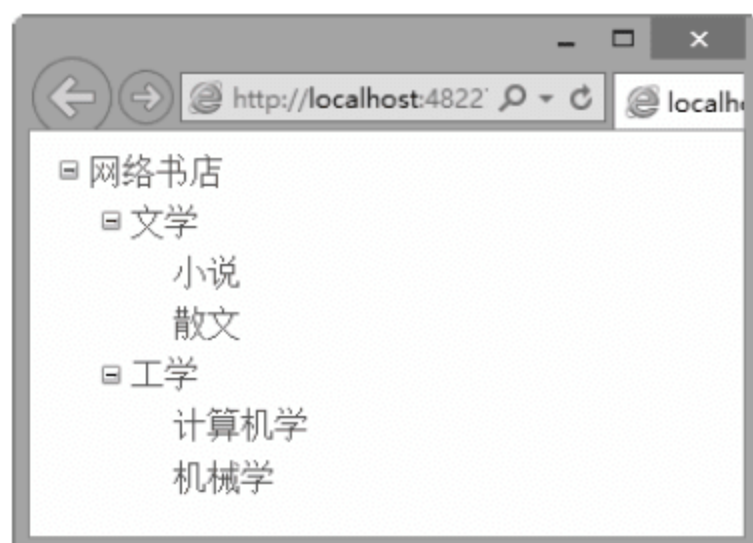 http://localhost:4822
localh
网络书店
文学
小说
散文
工学
计算机学
机械学